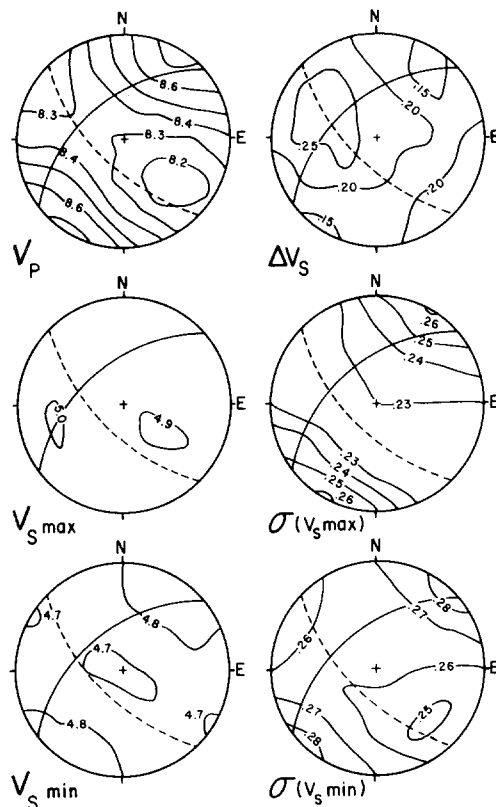 N N
8.6
8.3 8.4
8.3 E
8.4 8.2
8.6
V_P
.15
.20
.25 E
.20 .20
.15
ΔV_S
N N
5.0 4.9 E
V_S max
.26
.25
.24
.23 E
.23
.24
.25
.26
σ(V_S max)
N N
4.7 4.8
4.7 E
4.8 4.7
V_S min
.28
.27
.26
.26 E
.27 .25
.28
σ(V_S min)